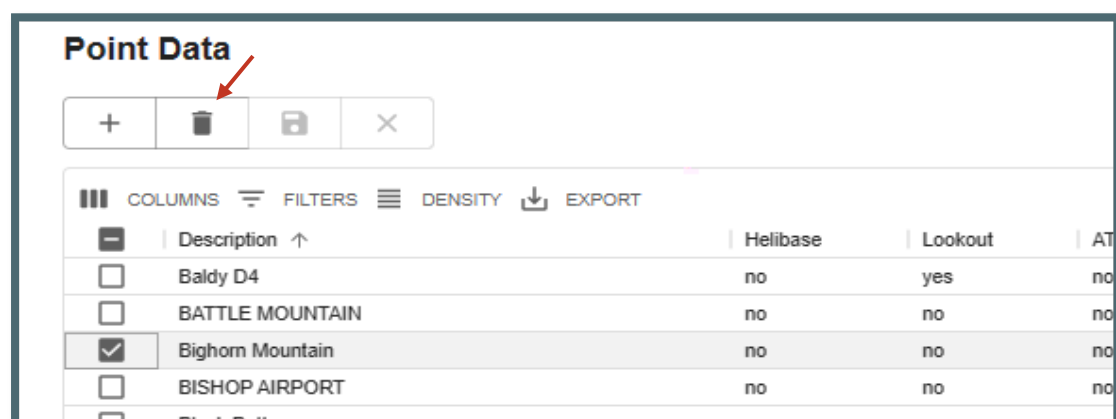 Point Data
COLUMNS FILTERS DENSITY EXPORT
Description Helibase Lookout AT
Baldy D4 no yes no
BATTLE MOUNTAIN no no no
Bighorn Mountain no no no
BISHOP AIRPORT no no no